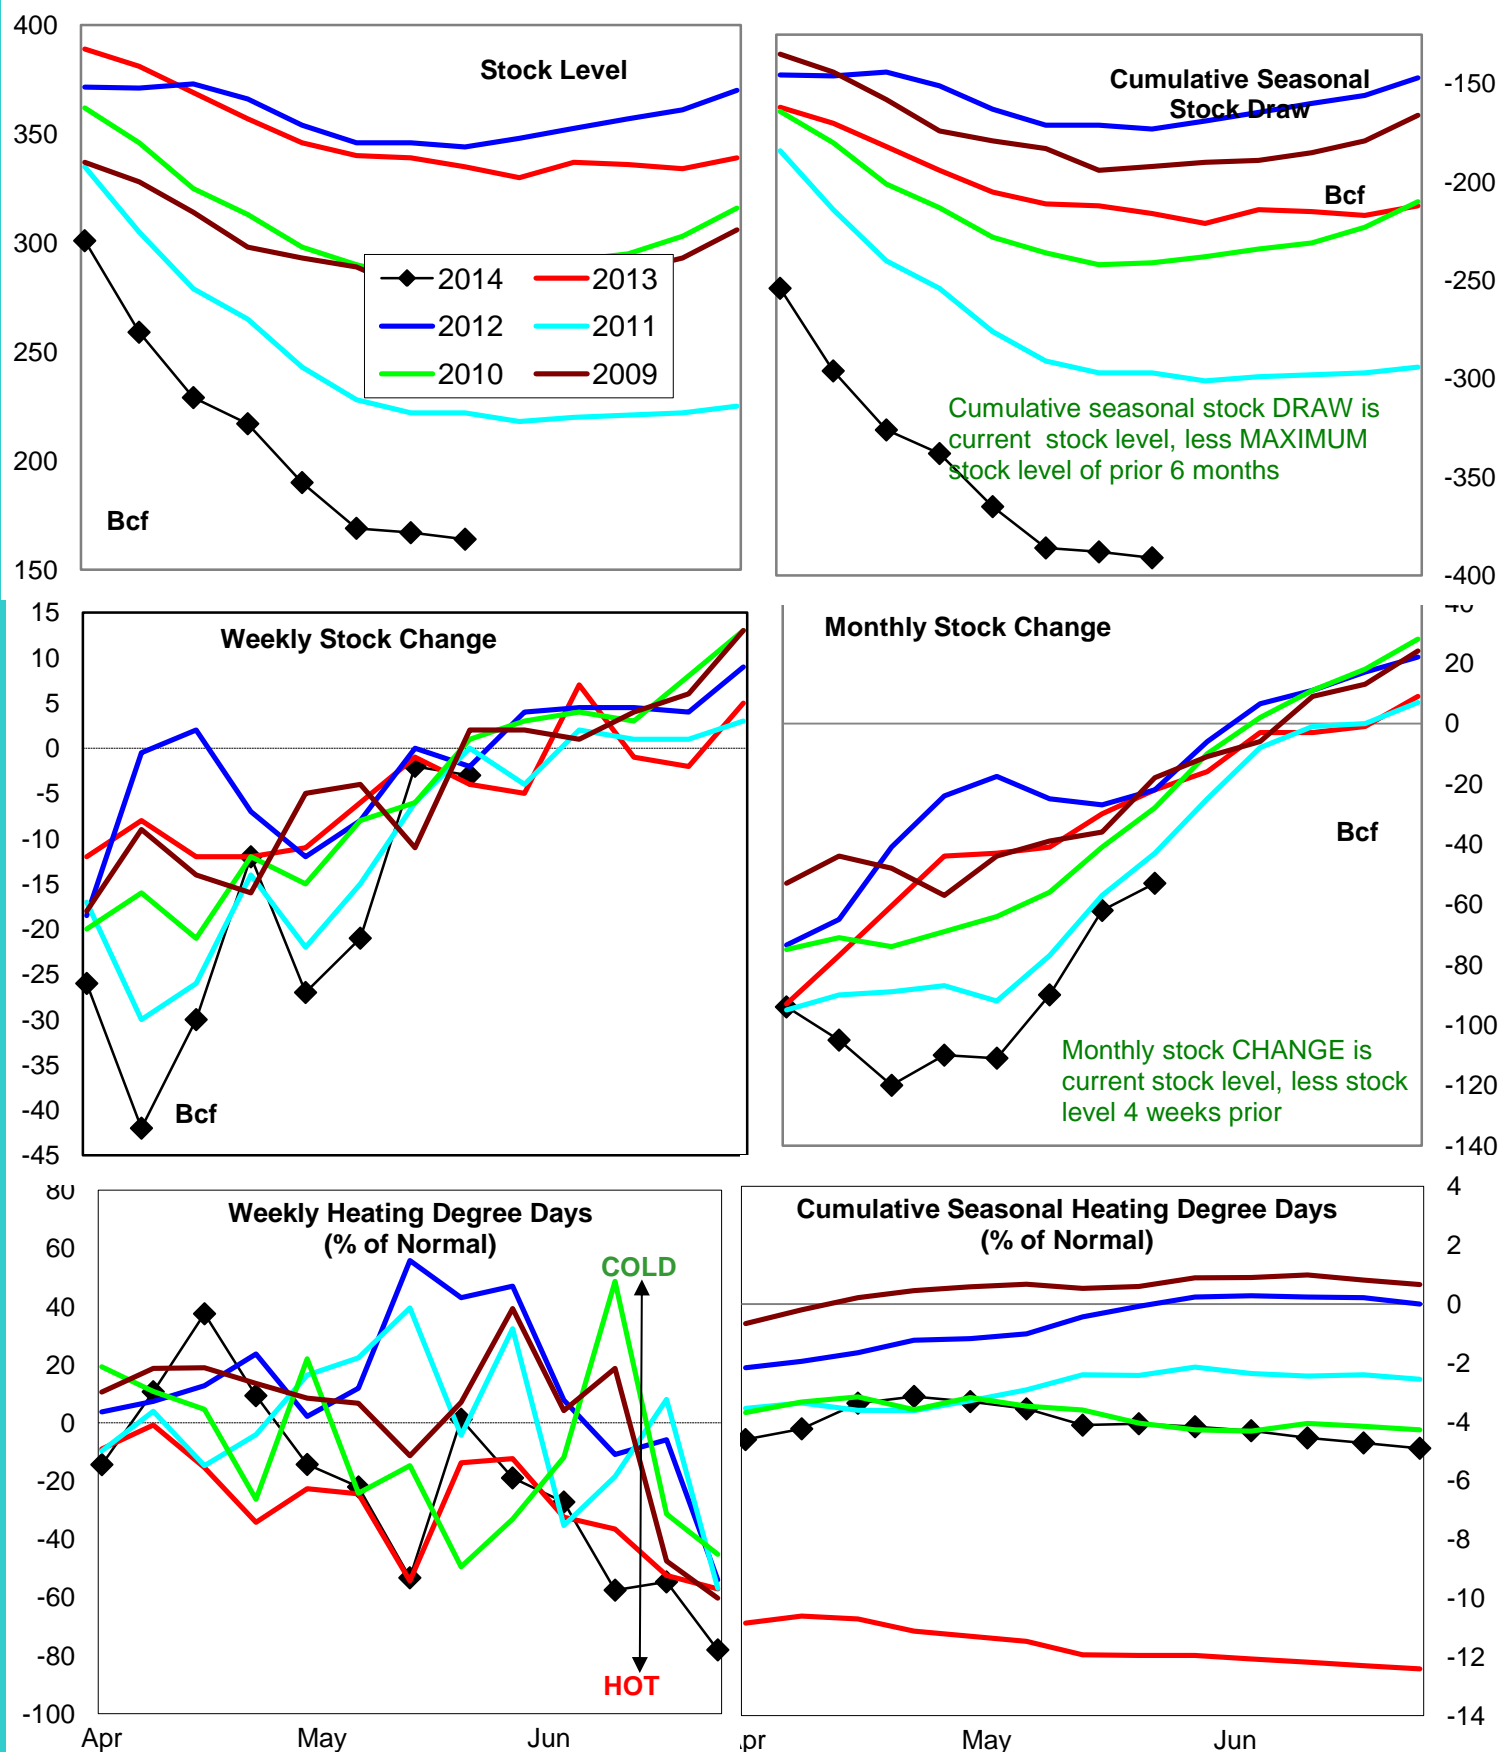 400
350
300
250
200
150
Stock Level
Bcf
2014
2013
2012
2011
2010
2009
Cumulative Seasonal
Stock Draw
Bcf
Cumulative seasonal stock DRAW is
current stock level, less MAXIMUM
stock level of prior 6 months
-150
-200
-250
-300
-350
-400
15
10
5
0
-5
-10
-15
-20
-25
-30
-35
-40
-45
Weekly Stock Change
Bcf
Monthly Stock Change
Bcf
Monthly stock CHANGE is
current stock level, less stock
level 4 weeks prior
40
20
0
-20
-40
-60
-80
-100
-120
-140
80
60
40
20
0
-20
-40
-60
-80
-100
Weekly Heating Degree Days
(% of Normal)
COLD
HOT
Apr
May
Jun
Cumulative Seasonal Heating Degree Days
(% of Normal)
4
2
0
-2
-4
-6
-8
-10
-12
-14
pr
May
Jun